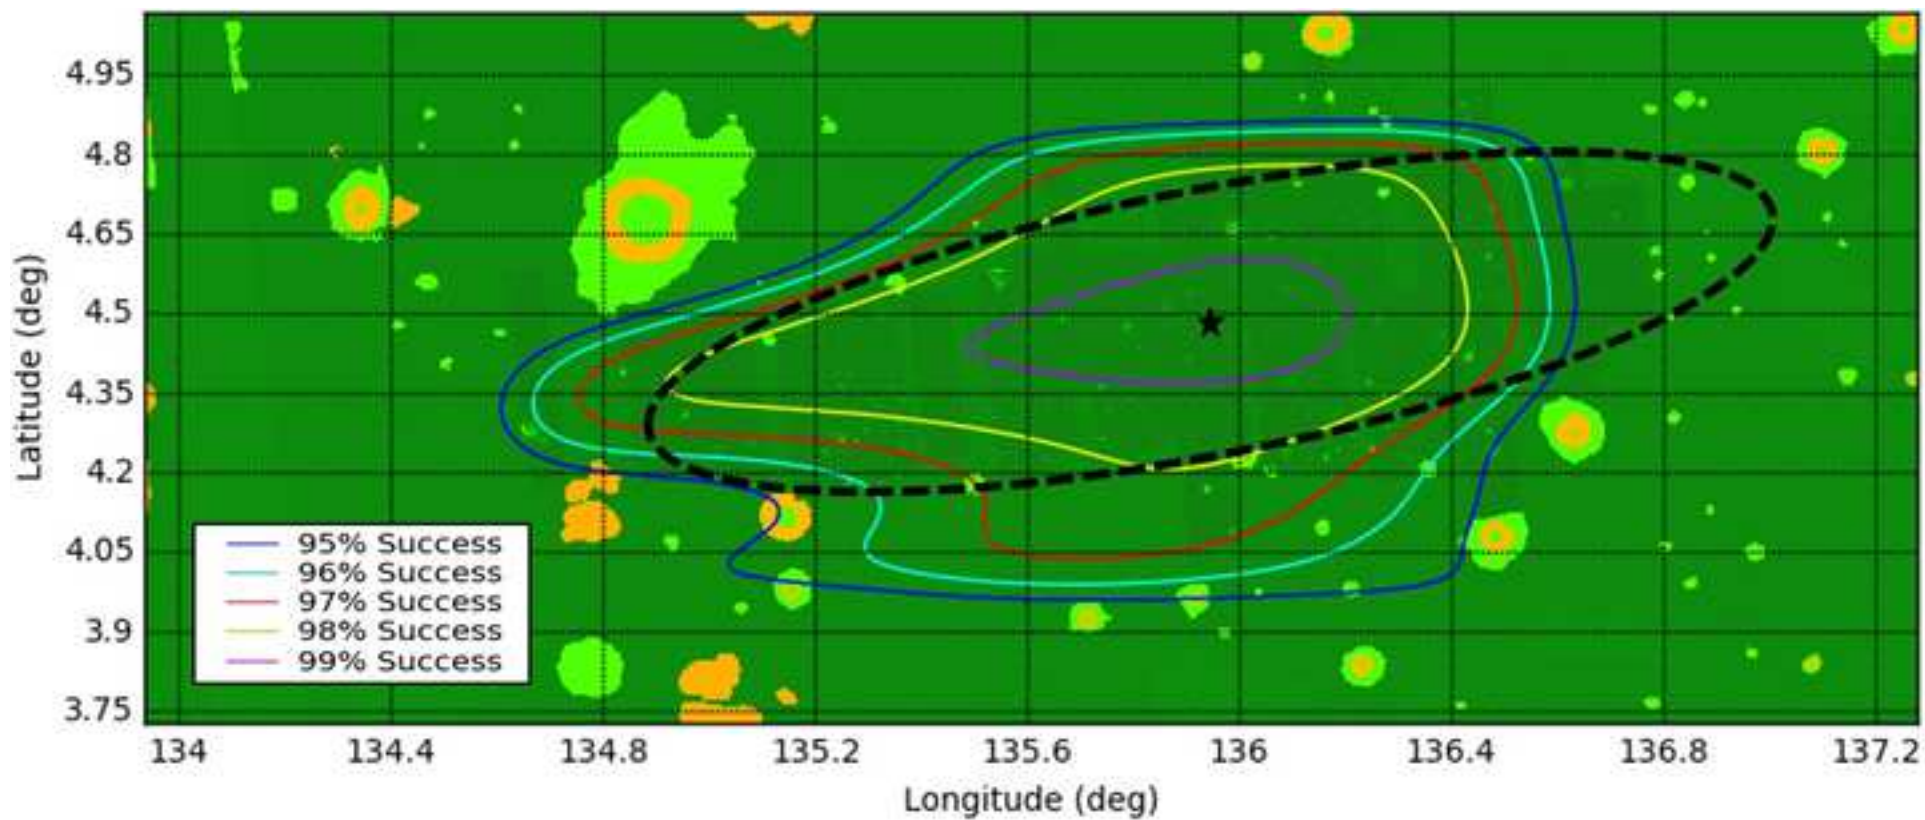 4.95
4.8
4.65
4.5
4.35
4.2
4.05
3.9
3.75
Latitude (deg)
95% Success
96% Success
97% Success
98% Success
99% Success
134 134.4 134.8 135.2 135.6 136 136.4 136.8 137.2
Longitude (deg)